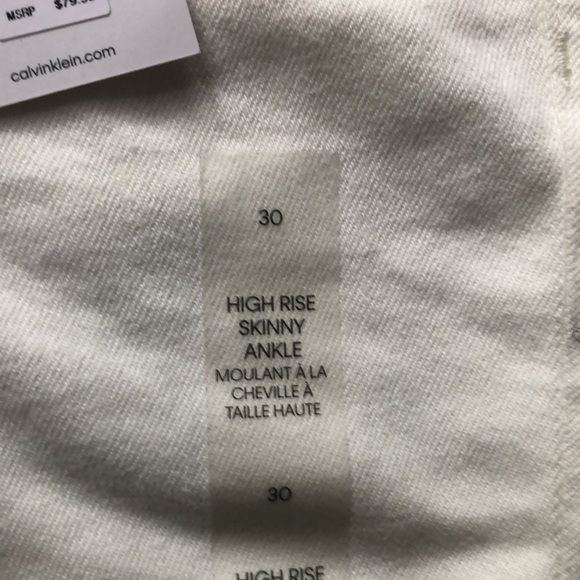 MSRP
calvinklein.com
30
HIGH RISE
SKINNY
ANKLE
MOULANT À LA
CHEVILLE À
TAILLE HAUTE
30
HIGH RISE